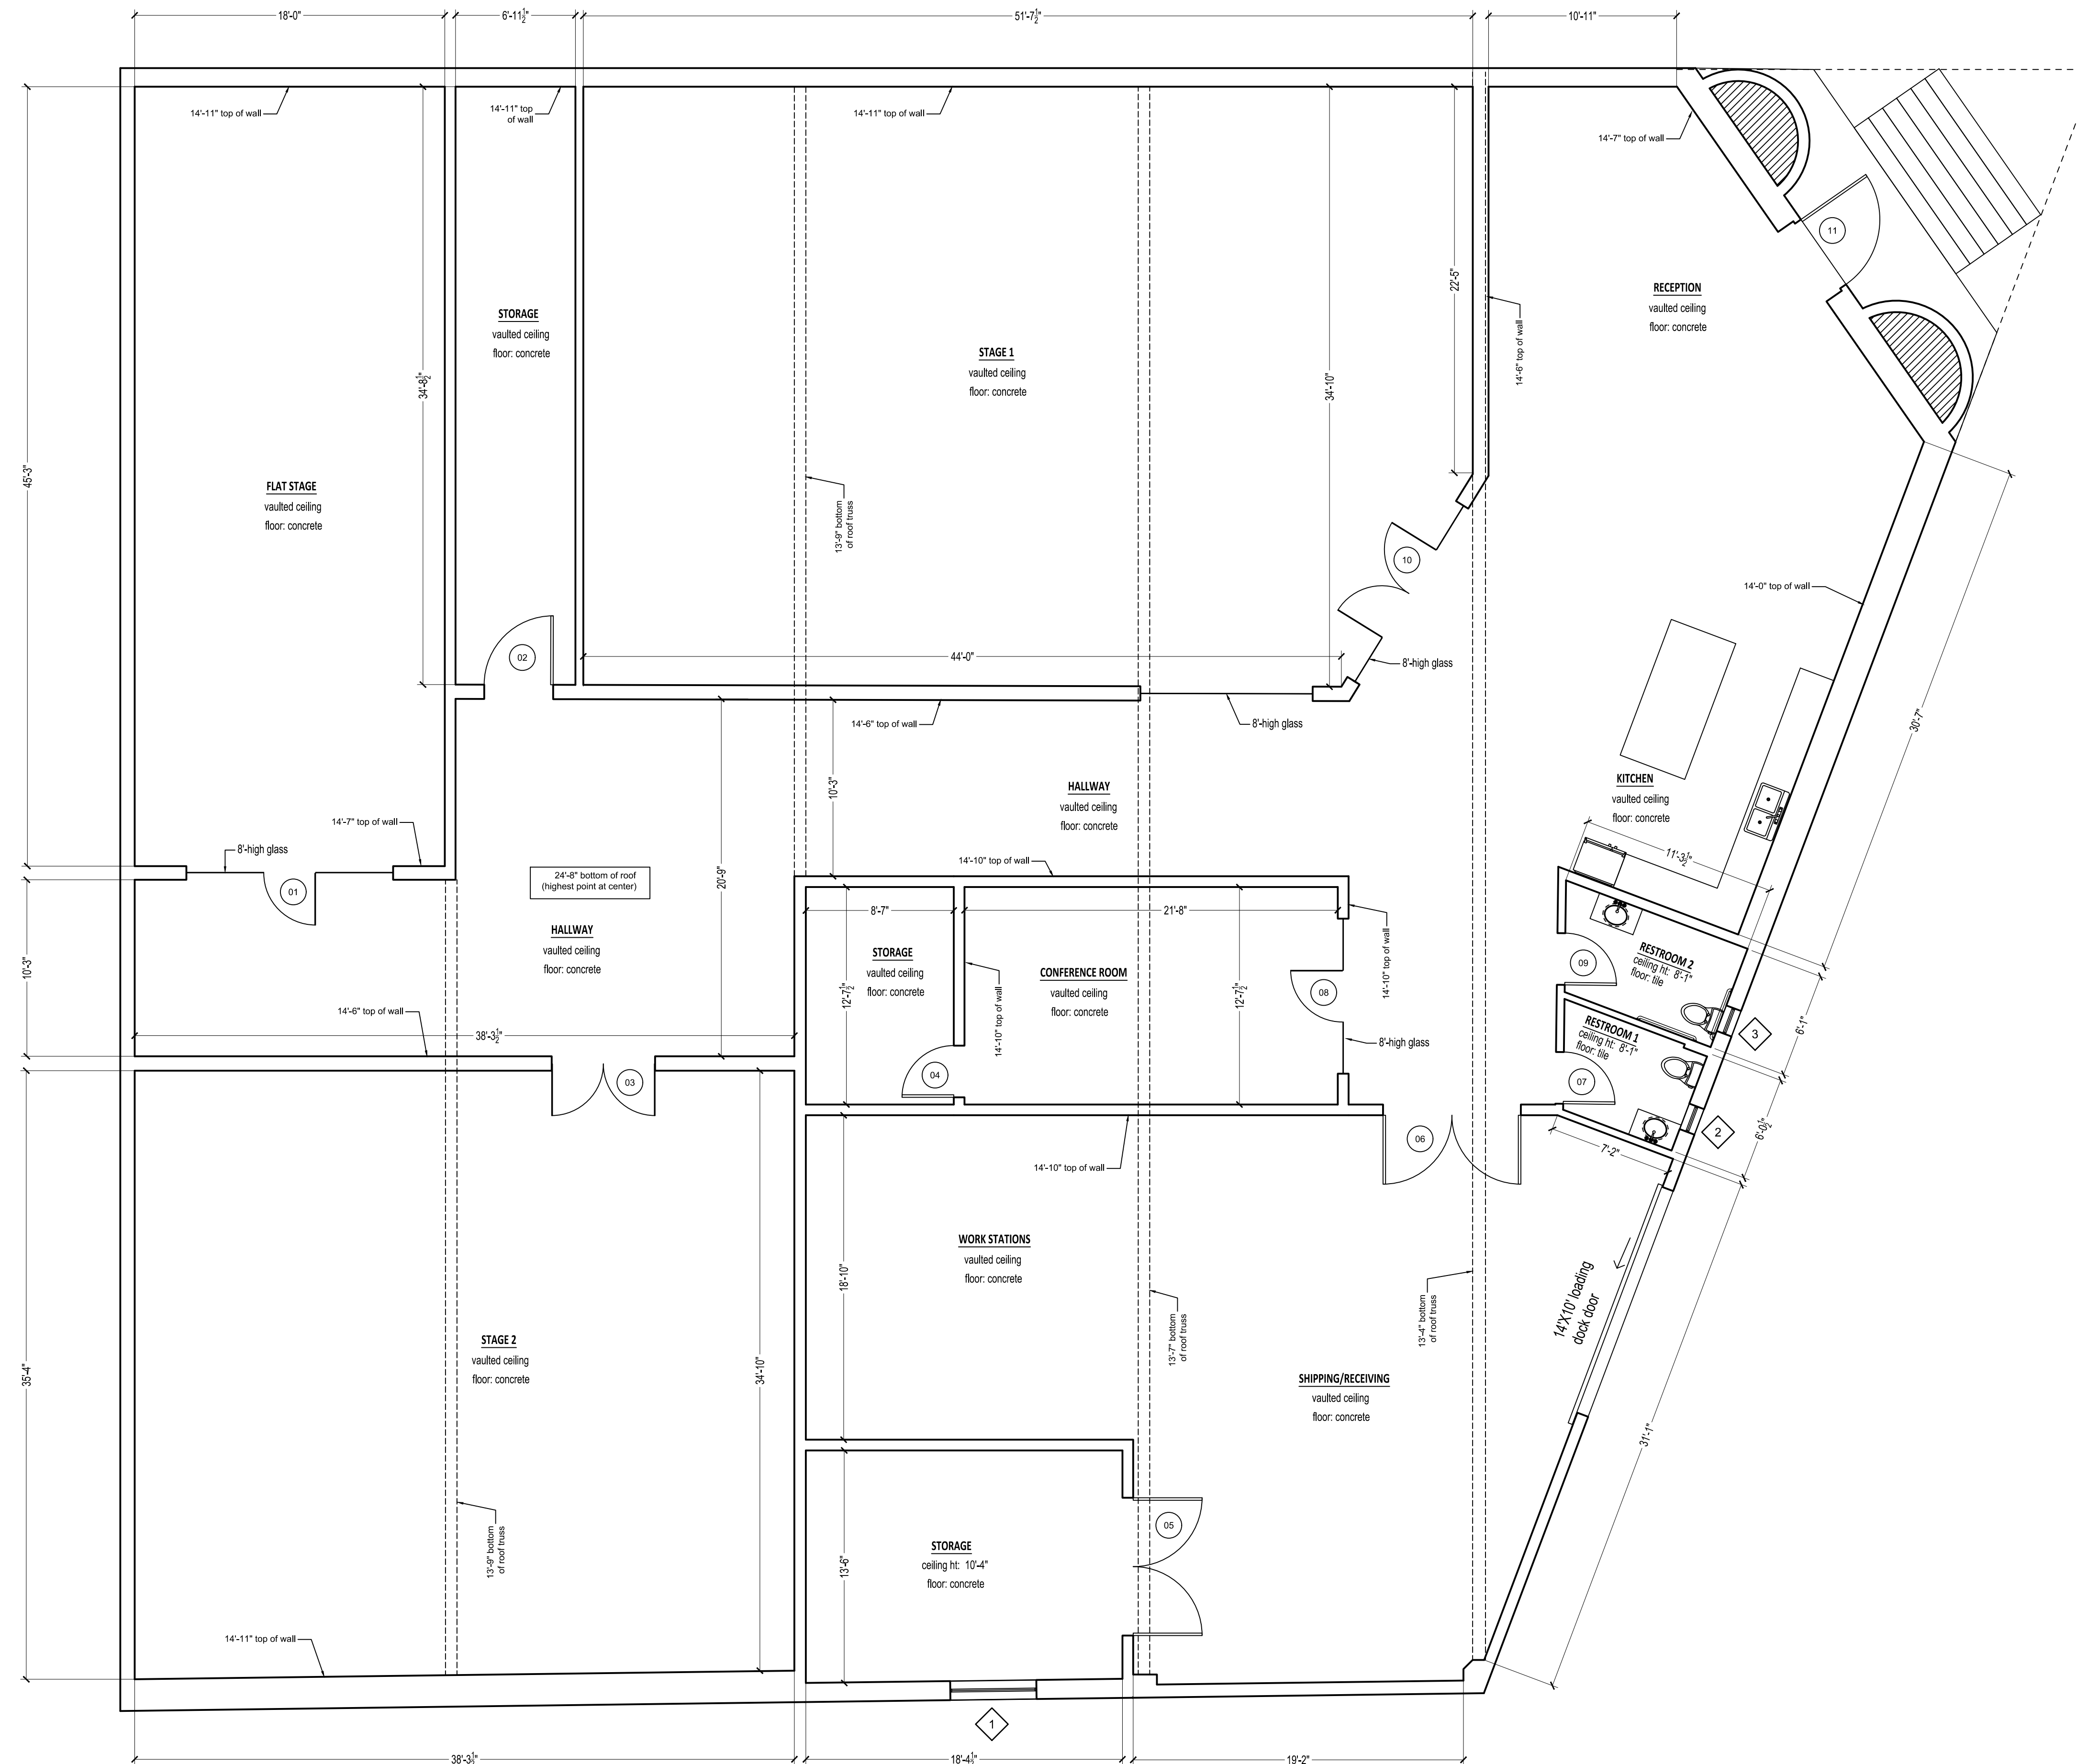 18'-0"
6'-11½"
51'-7½"
10'-11"
14'-11" top of wall
14'-11" top
of wall
14'-11" top of wall
14'-7" top of wall
11
22'-5"
RECEPTION
vaulted ceiling
floor: concrete
STORAGE
vaulted ceiling
floor: concrete
14'-6" top of wall
STAGE 1
vaulted ceiling
floor: concrete
34'-8½"
34'-10"
45'-3"
FLAT STAGE
vaulted ceiling
floor: concrete
13'-9" bottom
of roof truss
10
14'-0" top of wall
02
44'-0"
8'-high glass
14'-6" top of wall
8'-high glass
30'-7"
10'-3"
HALLWAY
vaulted ceiling
floor: concrete
KITCHEN
vaulted ceiling
floor: concrete
14'-7" top of wall
8'-high glass
11'-3½"
14'-10" top of wall
24'-8" bottom of roof
(highest point at center)
20'-9"
01
8'-7"
21'-8"
HALLWAY
vaulted ceiling
floor: concrete
10'-3"
STORAGE
vaulted ceiling
floor: concrete
CONFERENCE ROOM
vaulted ceiling
floor: concrete
14'-10" top of wall
RESTROOM 2
ceiling ht: 8'-1"
floor: tile
09
12'-7½"
12'-7½"
08
14'-10" top of wall
14'-6" top of wall
38'-3½"
RESTROOM 1
ceiling ht: 8'-1"
floor: tile
3
6'-1"
8'-high glass
03
04
07
06
2
6'-0½"
7'-2"
14'-10" top of wall
WORK STATIONS
vaulted ceiling
floor: concrete
18'-10"
14'X10' loading
dock door
13'-7" bottom
of roof truss
13'-4" bottom
of roof truss
STAGE 2
vaulted ceiling
floor: concrete
35'-4"
34'-10"
SHIPPING/RECEIVING
vaulted ceiling
floor: concrete
31'-1"
13'-9" bottom
of roof truss
05
STORAGE
ceiling ht: 10'-4"
floor: concrete
13'-6"
14'-11" top of wall
1
38'-3½"
18'-4½"
19'-2"